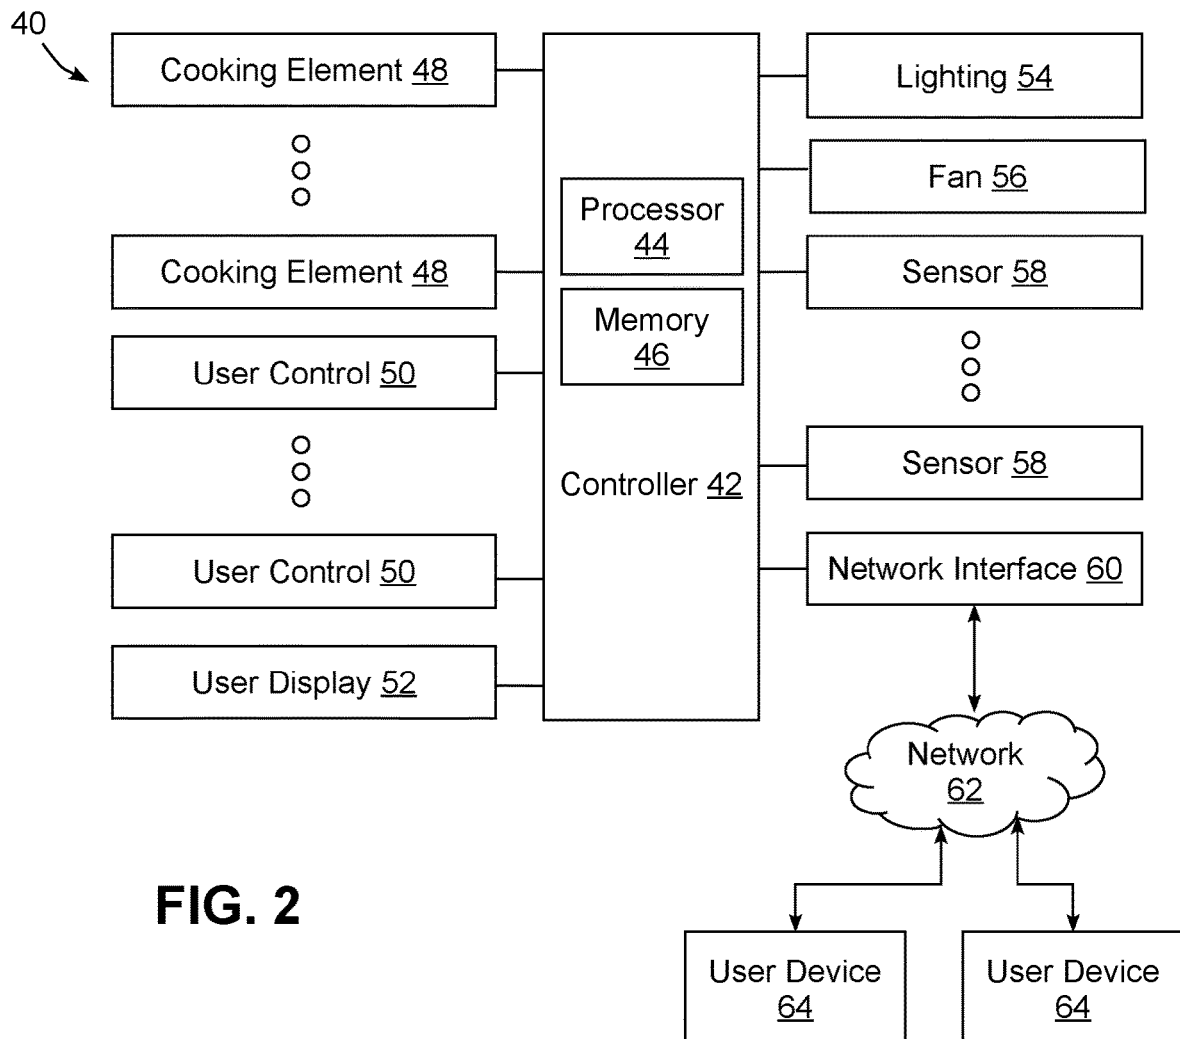 40
Cooking Element 48
Cooking Element 48
User Control 50
User Control 50
User Display 52
Processor
44
Memory
46
Controller 42
Lighting 54
Fan 56
Sensor 58
Sensor 58
Network Interface 60
Network
62
User Device
64
User Device
64
FIG. 2